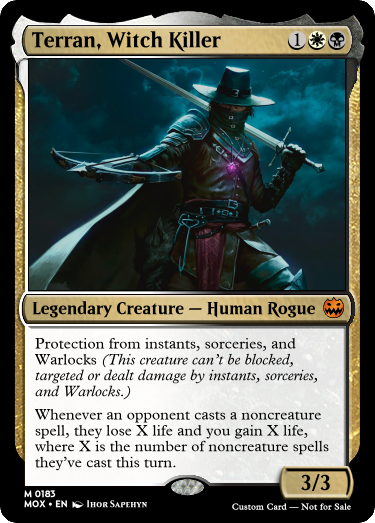 Terran, Witch Killer 1
Legendary Creature — Human Rogue
Protection from instants, sorceries, and
Warlocks (This creature can't be blocked,
targeted or dealt damage by instants, sorceries,
and Warlocks.)
Whenever an opponent casts a noncreature
spell, they lose X life and you gain X life,
where X is the number of noncreature spells
they've cast this turn.
3/3
M 0183
MOX • EN Ihor Sapehyn
Custom Card — Not for Sale